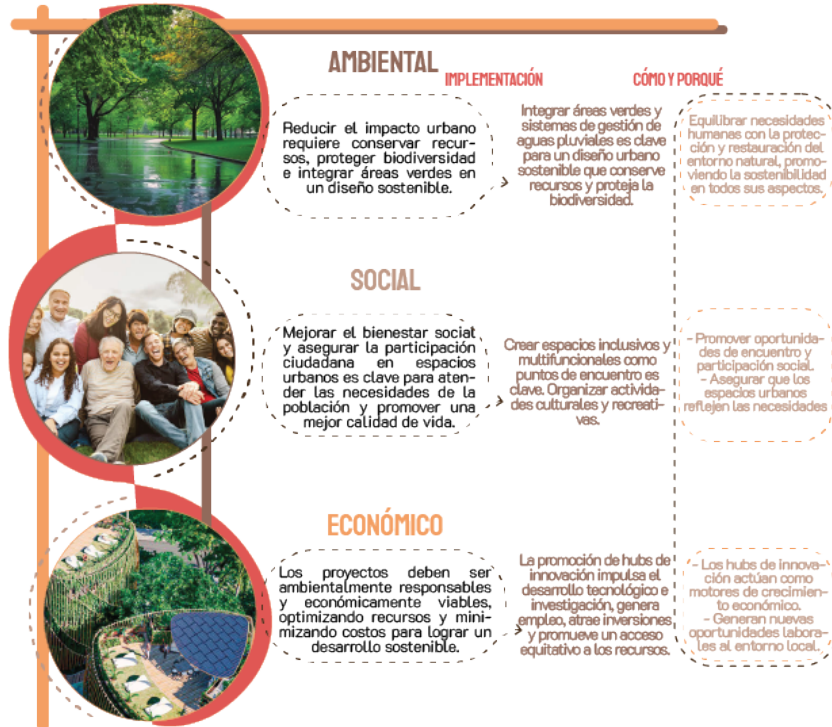 AMBIENTAL
IMPLEMENTACIÓN
CÓMO Y PORQUÉ
Reducir el impacto urbano
requiere conservar recur-
sos, proteger biodiversidad
e integrar áreas verdes en
un diseño sostenible.
Integrar áreas verdes y
sistemas de gestión de
aguas pluviales es clave
para un diseño urbano
sostenible que conserve
recursos y proteja la
biodiversidad.
Equilibrar necesidades
humanas con la protec-
ción y restauración del
entorno natural, promo-
viendo la sostenibilidad
en todos sus aspectos.
SOCIAL
Mejorar el bienestar social
y asegurar la participación
ciudadana en espacios
urbanos es clave para aten-
der las necesidades de la
población y promover una
mejor calidad de vida.
Crear espacios inclusivos y
multifuncionales como
puntos de encuentro es
clave. Organizar activida-
des culturales y recreati-
vas.
- Promover oportunida-
des de encuentro y
participación social.
- Asegurar que los
espacios urbanos
reflejen las necesidades
ECONÓMICO
Los proyectos deben ser
ambientalmente responsables
y económicamente viables,
optimizando recursos y mini-
mizando costos para lograr un
desarrollo sostenible.
La promoción de hubs de
innovación impulsa el
desarrollo tecnológico e
investigación, genera
empleo, atrae inversiones
y promueve un acceso
equitativo a los recursos.
- Los hubs de innova-
ción actúan como
motores de crecimien-
to económico.
- Generan nuevas
oportunidades labora-
les al entorno local.